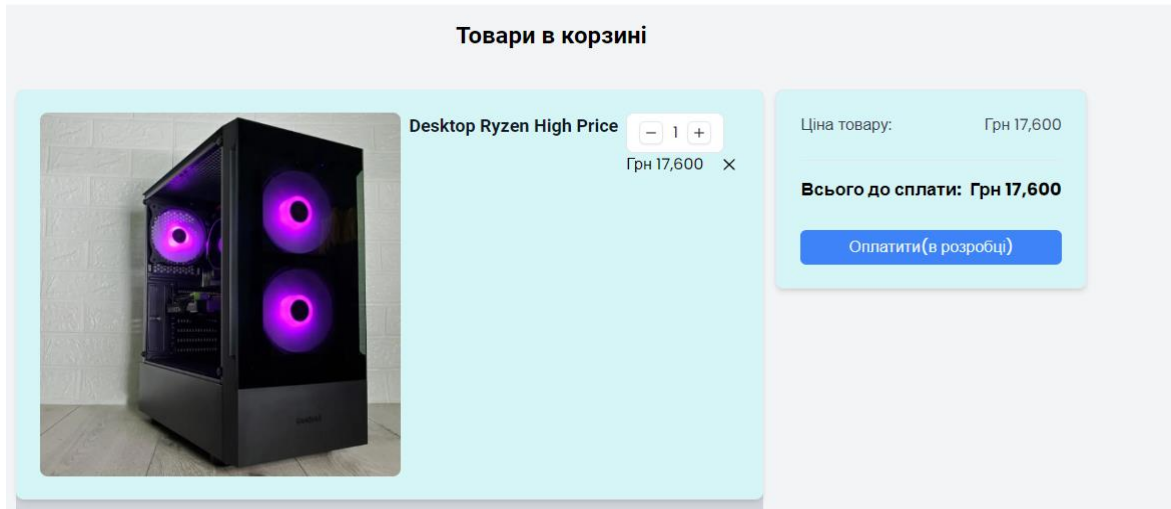 Товари в корзині
Desktop Ryzen High Price
− 1 +
Грн 17,600 ×
Ціна товару: Грн 17,600
Всього до сплати: Грн 17,600
Оплатити(в розробці)